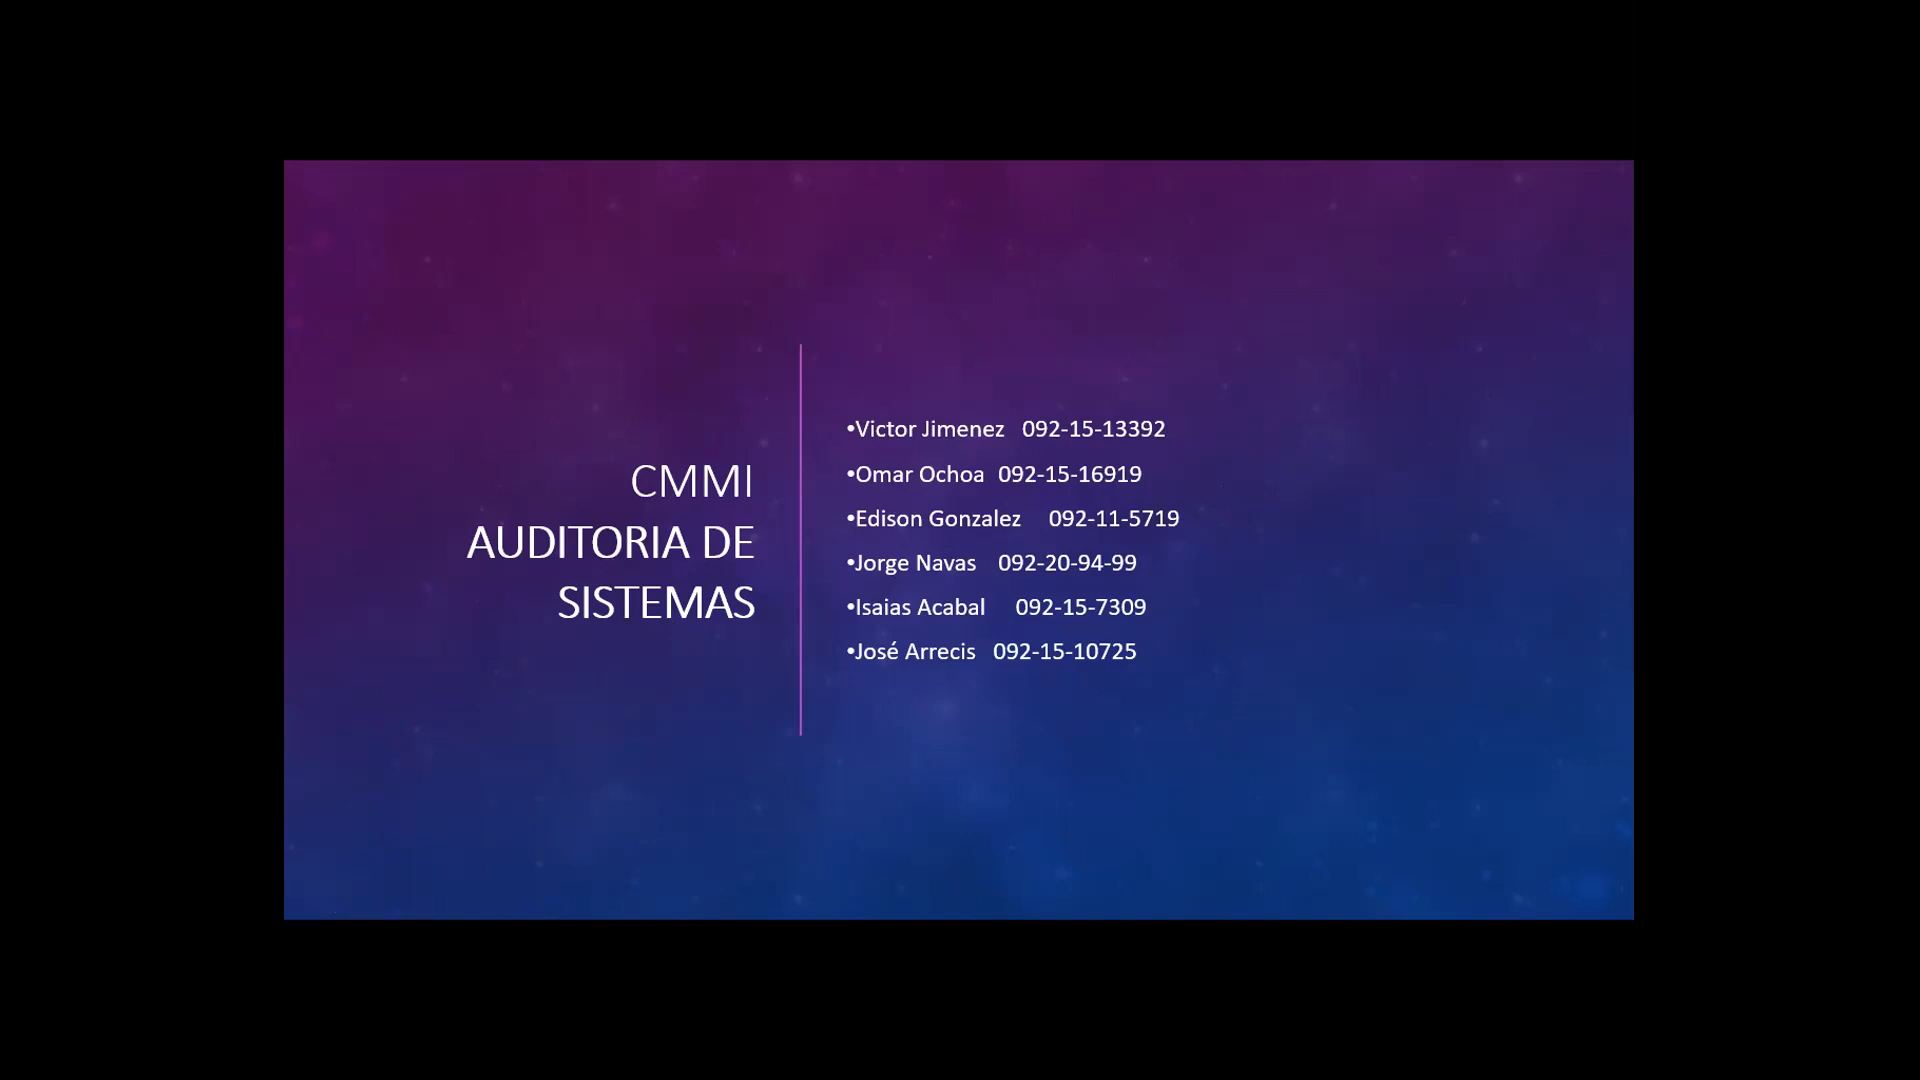 CMMI
AUDITORIA DE
SISTEMAS
•Victor Jimenez 092-15-13392
•Omar Ochoa 092-15-16919
•Edison Gonzalez 092-11-5719
•Jorge Navas 092-20-94-99
•Isaias Acabal 092-15-7309
•José Arrecis 092-15-10725